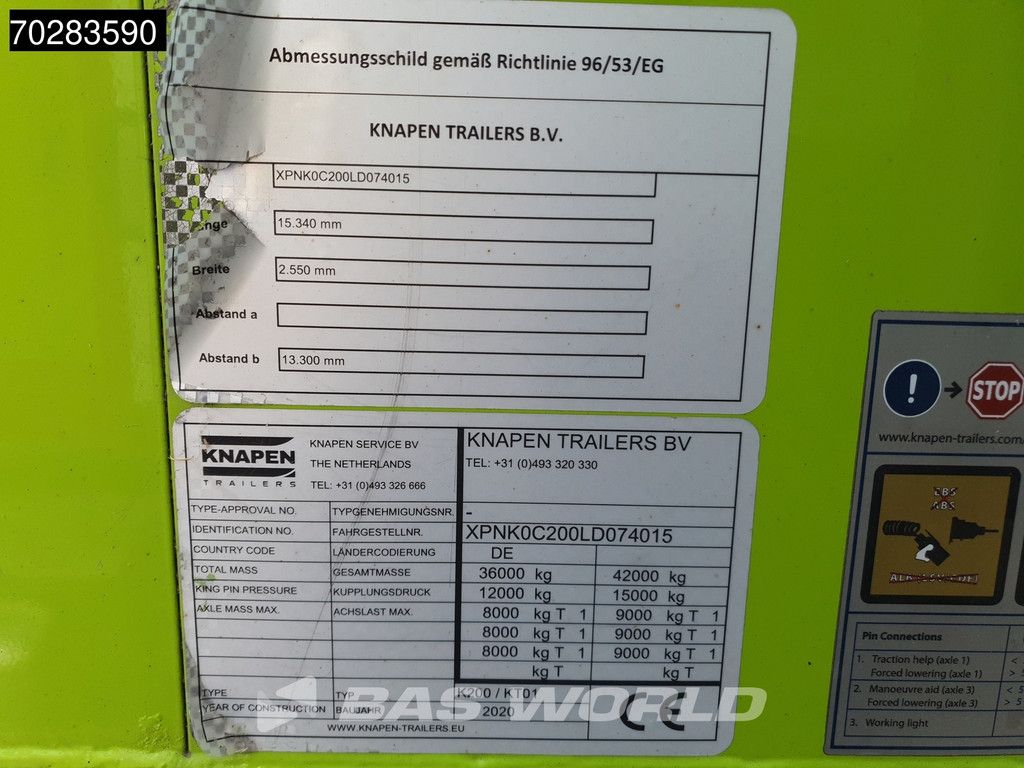 70283590
Abmessungsschild gemäß Richtlinie 96/53/EG
KNAPEN TRAILERS B.V.
XPNK0C200LD074015
nge 15.340 mm
Breite 2.550 mm
Abstand a
Abstand b 13.300 mm
KNAPEN
TRAILERS
KNAPEN SERVICE BV
THE NETHERLANDS
TEL: +31 (0)493 326 666
KNAPEN TRAILERS BV
TEL: +31 (0)493 320 330
TYPE-APPROVAL NO. TYPGENEHMIGUNGSNR. -
IDENTIFICATION NO. FAHRGESTELLNR. XPNK0C200LD074015
COUNTRY CODE LÄNDERCODIERUNG DE
TOTAL MASS GESAMTMASSE 36000 kg 42000 kg
KING PIN PRESSURE KUPPLUNGSDRUCK 12000 kg 15000 kg
AXLE MASS MAX. ACHSLAST MAX. 8000 kg T 1 9000 kg T 1
8000 kg T 1 9000 kg T 1
8000 kg T 1 9000 kg T 1
kg T kg T
TYPE TYP K200 / KT01
YEAR OF CONSTRUCTION BAUJAHR 2020
WWW.KNAPEN-TRAILERS.EU
CE
BAS WORLD
! STOP
www.knapen-trailers.com
EBS
ABS
Pin Connections
1. Traction help (axle 1) <
Forced lowering (axle 1) >
2. Manoeuvre aid (axle 3) < 5
Forced lowering (axle 3) > 5
3. Working light